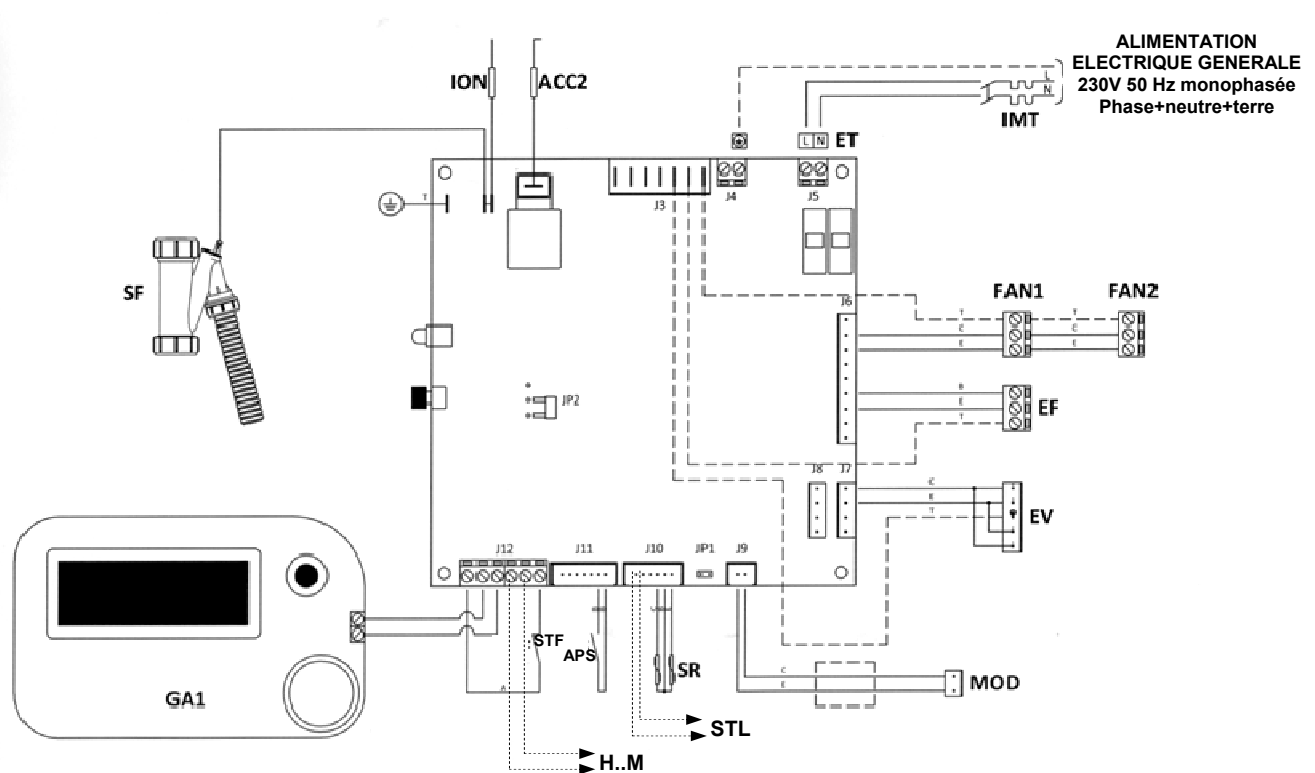 ALIMENTATION
ELECTRIQUE GENERALE
230V 50 Hz monophasée
Phase+neutre+terre
L
N
IMT
ION
ACC2
L N ET
J3
J4
J5
T
SF
FAN1
FAN2
J6
T
T
C
C
E
E
JP2
E
EF
T
J8
J7
C
E
EV
T
J12
J11
J10
JP1
J9
STF
APS
SR
GA1
A
C
E
MOD
STL
H..M